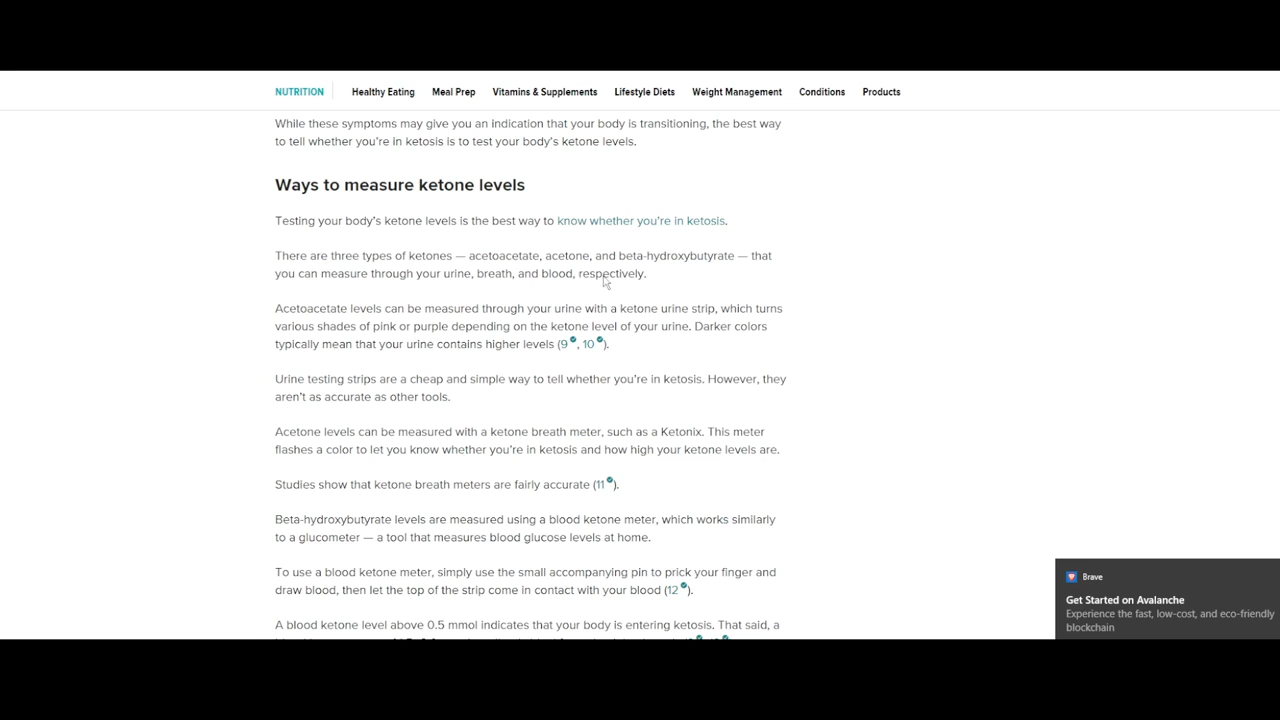 NUTRITION Healthy Eating Meal Prep Vitamins & Supplements Lifestyle Diets Weight Management Conditions Products
While these symptoms may give you an indication that your body is transitioning, the best way
to tell whether you're in ketosis is to test your body's ketone levels.
Ways to measure ketone levels
Testing your body's ketone levels is the best way to know whether you're in ketosis.
There are three types of ketones — acetoacetate, acetone, and beta-hydroxybutyrate — that
you can measure through your urine, breath, and blood, respectively.
Acetoacetate levels can be measured through your urine with a ketone urine strip, which turns
various shades of pink or purple depending on the ketone level of your urine. Darker colors
typically mean that your urine contains higher levels (9, 10).
Urine testing strips are a cheap and simple way to tell whether you're in ketosis. However, they
aren't as accurate as other tools.
Acetone levels can be measured with a ketone breath meter, such as a Ketonix. This meter
flashes a color to let you know whether you're in ketosis and how high your ketone levels are.
Studies show that ketone breath meters are fairly accurate (11).
Beta-hydroxybutyrate levels are measured using a blood ketone meter, which works similarly
to a glucometer — a tool that measures blood glucose levels at home.
To use a blood ketone meter, simply use the small accompanying pin to prick your finger and
draw blood, then let the top of the strip come in contact with your blood (12).
A blood ketone level above 0.5 mmol indicates that your body is entering ketosis. That said, a
Brave
Get Started on Avalanche
Experience the fast, low-cost, and eco-friendly
blockchain